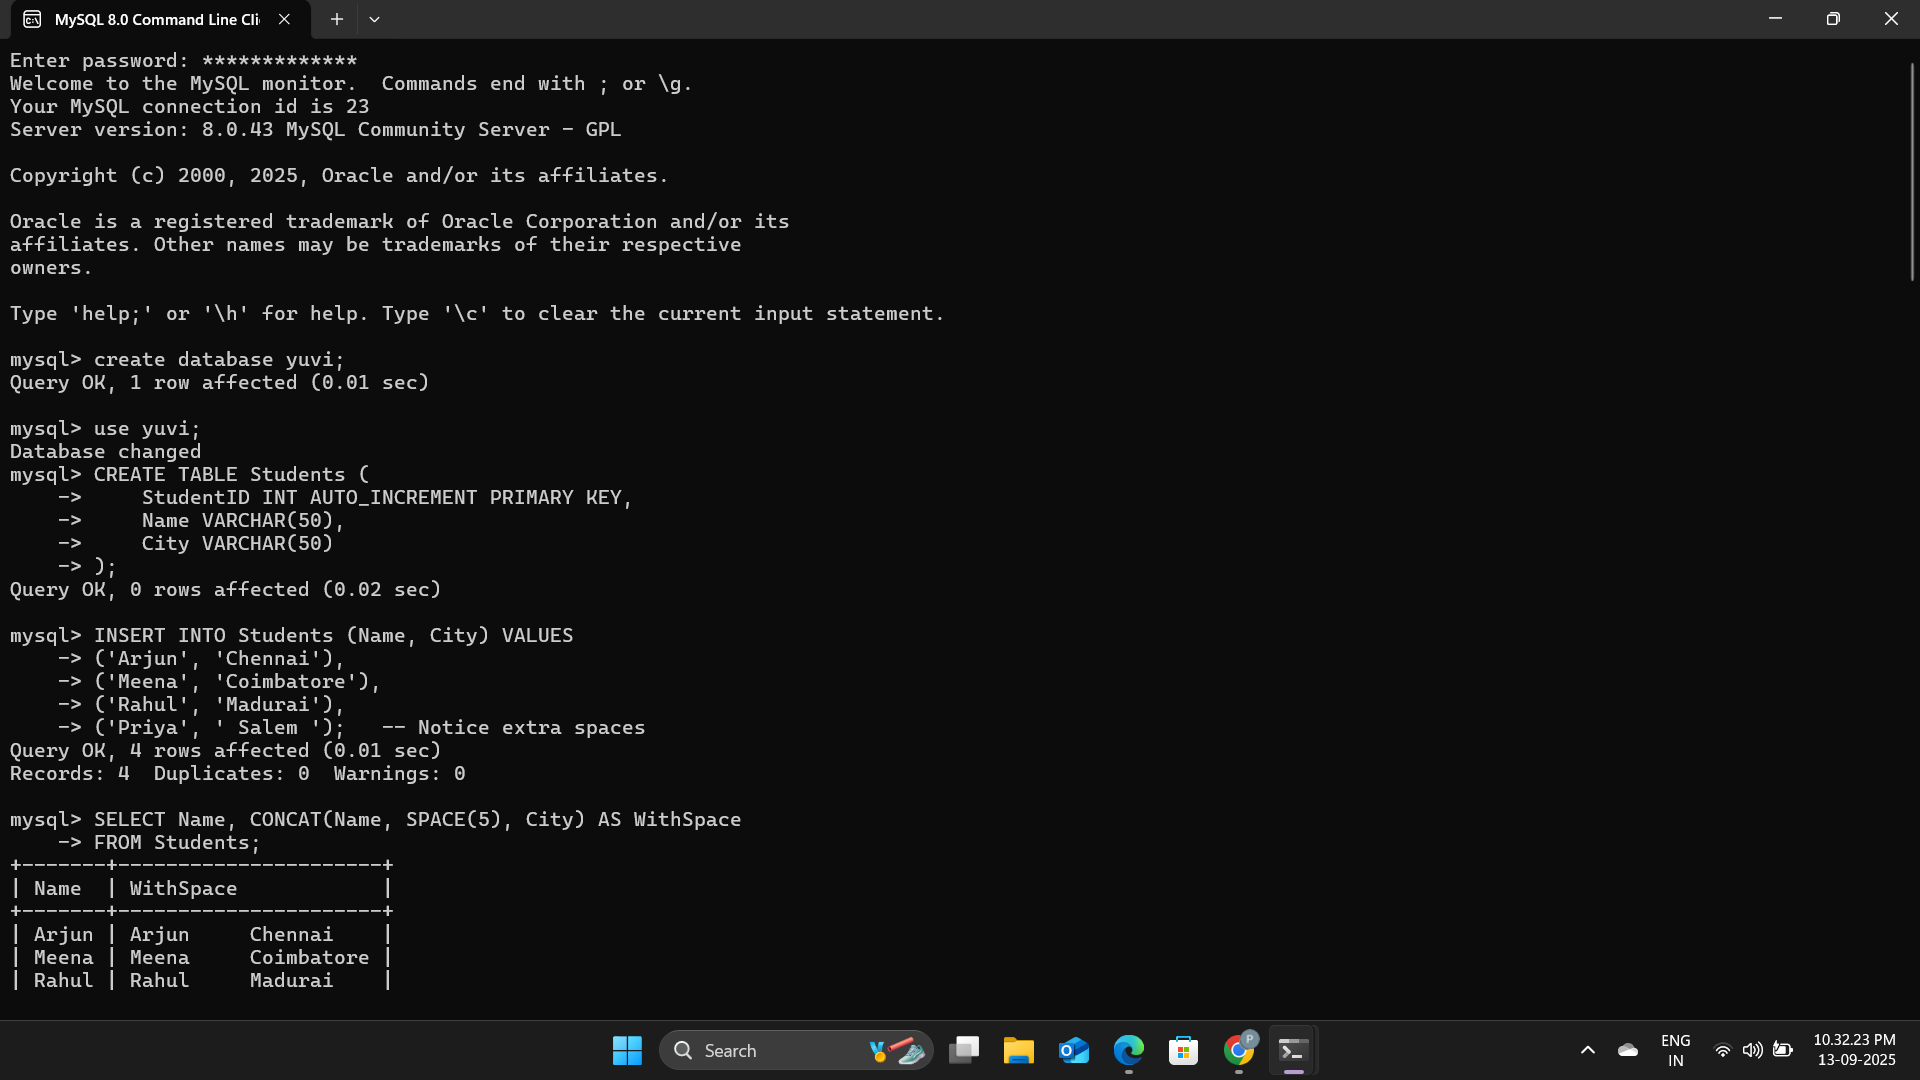 MySQL 8.0 Command Line Cli
Enter password: *************
Welcome to the MySQL monitor.  Commands end with ; or \g.
Your MySQL connection id is 23
Server version: 8.0.43 MySQL Community Server - GPL

Copyright (c) 2000, 2025, Oracle and/or its affiliates.

Oracle is a registered trademark of Oracle Corporation and/or its
affiliates. Other names may be trademarks of their respective
owners.

Type 'help;' or '\h' for help. Type '\c' to clear the current input statement.

mysql> create database yuvi;
Query OK, 1 row affected (0.01 sec)

mysql> use yuvi;
Database changed
mysql> CREATE TABLE Students (
    ->     StudentID INT AUTO_INCREMENT PRIMARY KEY,
    ->     Name VARCHAR(50),
    ->     City VARCHAR(50)
    -> );
Query OK, 0 rows affected (0.02 sec)

mysql> INSERT INTO Students (Name, City) VALUES
    -> ('Arjun', 'Chennai'),
    -> ('Meena', 'Coimbatore'),
    -> ('Rahul', 'Madurai'),
    -> ('Priya', ' Salem ');   -- Notice extra spaces
Query OK, 4 rows affected (0.01 sec)
Records: 4  Duplicates: 0  Warnings: 0

mysql> SELECT Name, CONCAT(Name, SPACE(5), City) AS WithSpace
    -> FROM Students;
+-------+----------------------+
| Name  | WithSpace            |
+-------+----------------------+
| Arjun | Arjun     Chennai    |
| Meena | Meena     Coimbatore |
| Rahul | Rahul     Madurai    |
Search
P
ENG
IN
10.32.23 PM
13-09-2025